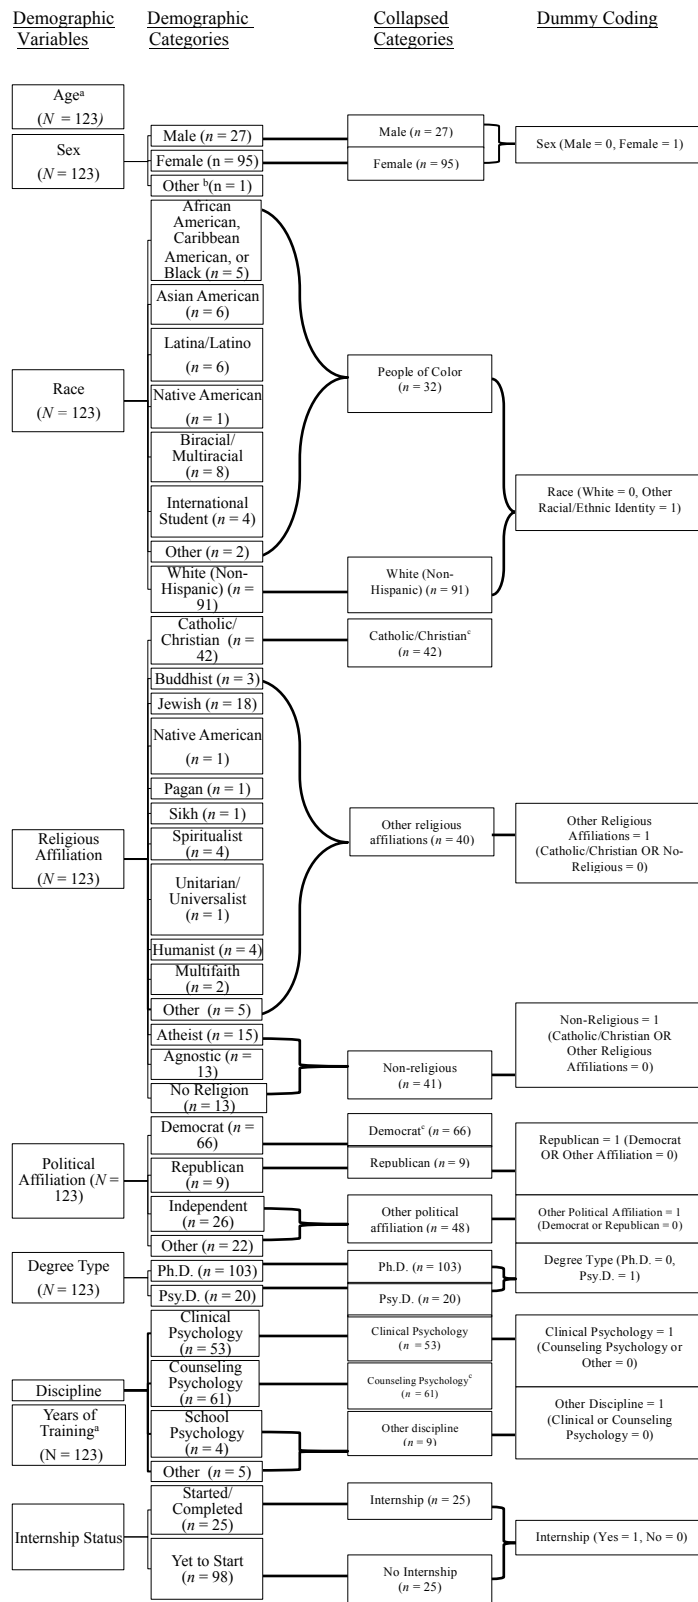 Demographic
Variables
Demographic
Categories
Collapsed
Categories
Dummy Coding
Ageᵃ
(N = 123)
Sex
(N = 123)
Male (n = 27)
Female (n = 95)
Other ᵇ(n = 1)
Male (n = 27)
Female (n = 95)
Sex (Male = 0, Female = 1)
Race
(N = 123)
African
American,
Caribbean
American, or
Black (n = 5)
Asian American
(n = 6)
Latina/Latino
(n = 6)
Native American
(n = 1)
Biracial/
Multiracial
(n = 8)
International
Student (n = 4)
Other (n = 2)
White (Non-
Hispanic) (n =
91)
People of Color
(n = 32)
White (Non-
Hispanic) (n = 91)
Race (White = 0, Other
Racial/Ethnic Identity = 1)
Religious
Affiliation
(N = 123)
Catholic/
Christian (n =
42)
Buddhist (n = 3)
Jewish (n = 18)
Native American
(n = 1)
Pagan (n = 1)
Sikh (n = 1)
Spiritualist
(n = 4)
Unitarian/
Universalist
(n = 1)
Humanist (n = 4)
Multifaith
(n = 2)
Other (n = 5)
Atheist (n = 15)
Agnostic (n =
13)
No Religion
(n = 13)
Catholic/Christianᶜ
(n = 42)
Other religious
affiliations (n = 40)
Non-religious
(n = 41)
Other Religious
Affiliations = 1
(Catholic/Christian OR No-
Religious = 0)
Non-Religious = 1
(Catholic/Christian OR
Other Religious
Affiliations = 0)
Political
Affiliation (N =
123)
Democrat (n =
66)
Republican
(n = 9)
Independent
(n = 26)
Other (n = 22)
Democratᶜ (n = 66)
Republican (n = 9)
Other political
affiliation (n = 48)
Republican = 1 (Democrat
OR Other Affiliation = 0)
Other Political Affiliation = 1
(Democrat or Republican = 0)
Degree Type
(N = 123)
Ph.D. (n = 103)
Psy.D. (n = 20)
Ph.D. (n = 103)
Psy.D. (n = 20)
Degree Type (Ph.D. = 0,
Psy.D. = 1)
Discipline
Clinical
Psychology
(n = 53)
Counseling
Psychology
(n = 61)
School
Psychology
(n = 4)
Other (n = 5)
Clinical Psychology
(n = 53)
Counseling Psychologyᶜ
(n = 61)
Other discipline
(n = 9)
Clinical Psychology = 1
(Counseling Psychology or
Other = 0)
Other Discipline = 1
(Clinical or Counseling
Psychology = 0)
Years of
Trainingᵃ
(N = 123)
Internship Status
Started/
Completed
(n = 25)
Yet to Start
(n = 98)
Internship (n = 25)
No Internship
(n = 25)
Internship (Yes = 1, No = 0)